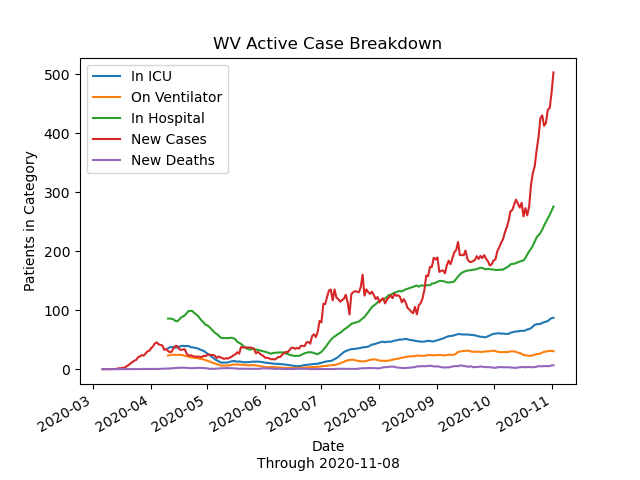 WV Active Case Breakdown
In ICU
On Ventilator
In Hospital
New Cases
New Deaths
Patients in Category
500
400
300
200
100
0
2020-03
2020-04
2020-05
2020-06
2020-07
2020-08
2020-09
2020-10
2020-11
Date
Through 2020-11-08